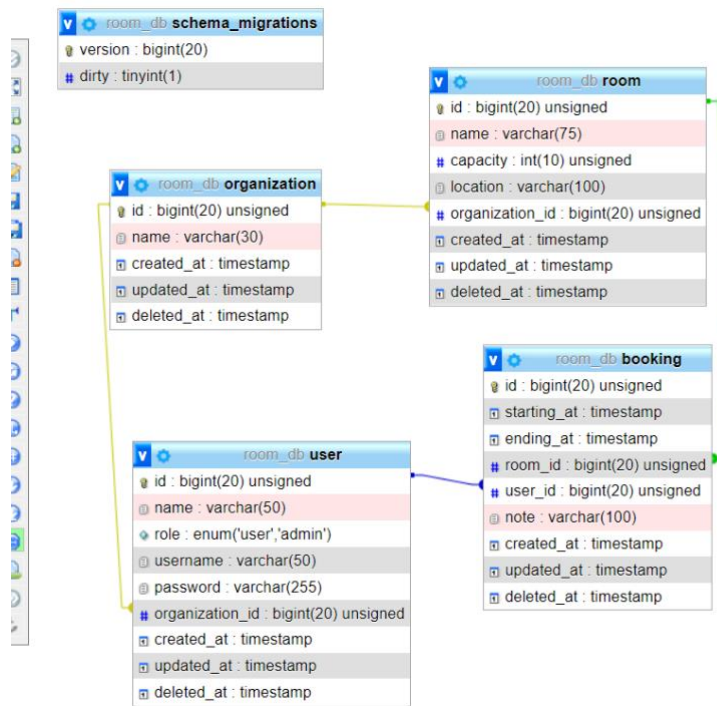 room_db schema_migrations
version : bigint(20)
dirty : tinyint(1)
room_db room
id : bigint(20) unsigned
name : varchar(75)
capacity : int(10) unsigned
location : varchar(100)
organization_id : bigint(20) unsigned
created_at : timestamp
updated_at : timestamp
deleted_at : timestamp
room_db organization
id : bigint(20) unsigned
name : varchar(30)
created_at : timestamp
updated_at : timestamp
deleted_at : timestamp
room_db booking
id : bigint(20) unsigned
starting_at : timestamp
ending_at : timestamp
room_id : bigint(20) unsigned
user_id : bigint(20) unsigned
note : varchar(100)
created_at : timestamp
updated_at : timestamp
deleted_at : timestamp
room_db user
id : bigint(20) unsigned
name : varchar(50)
role : enum('user','admin')
username : varchar(50)
password : varchar(255)
organization_id : bigint(20) unsigned
created_at : timestamp
updated_at : timestamp
deleted_at : timestamp